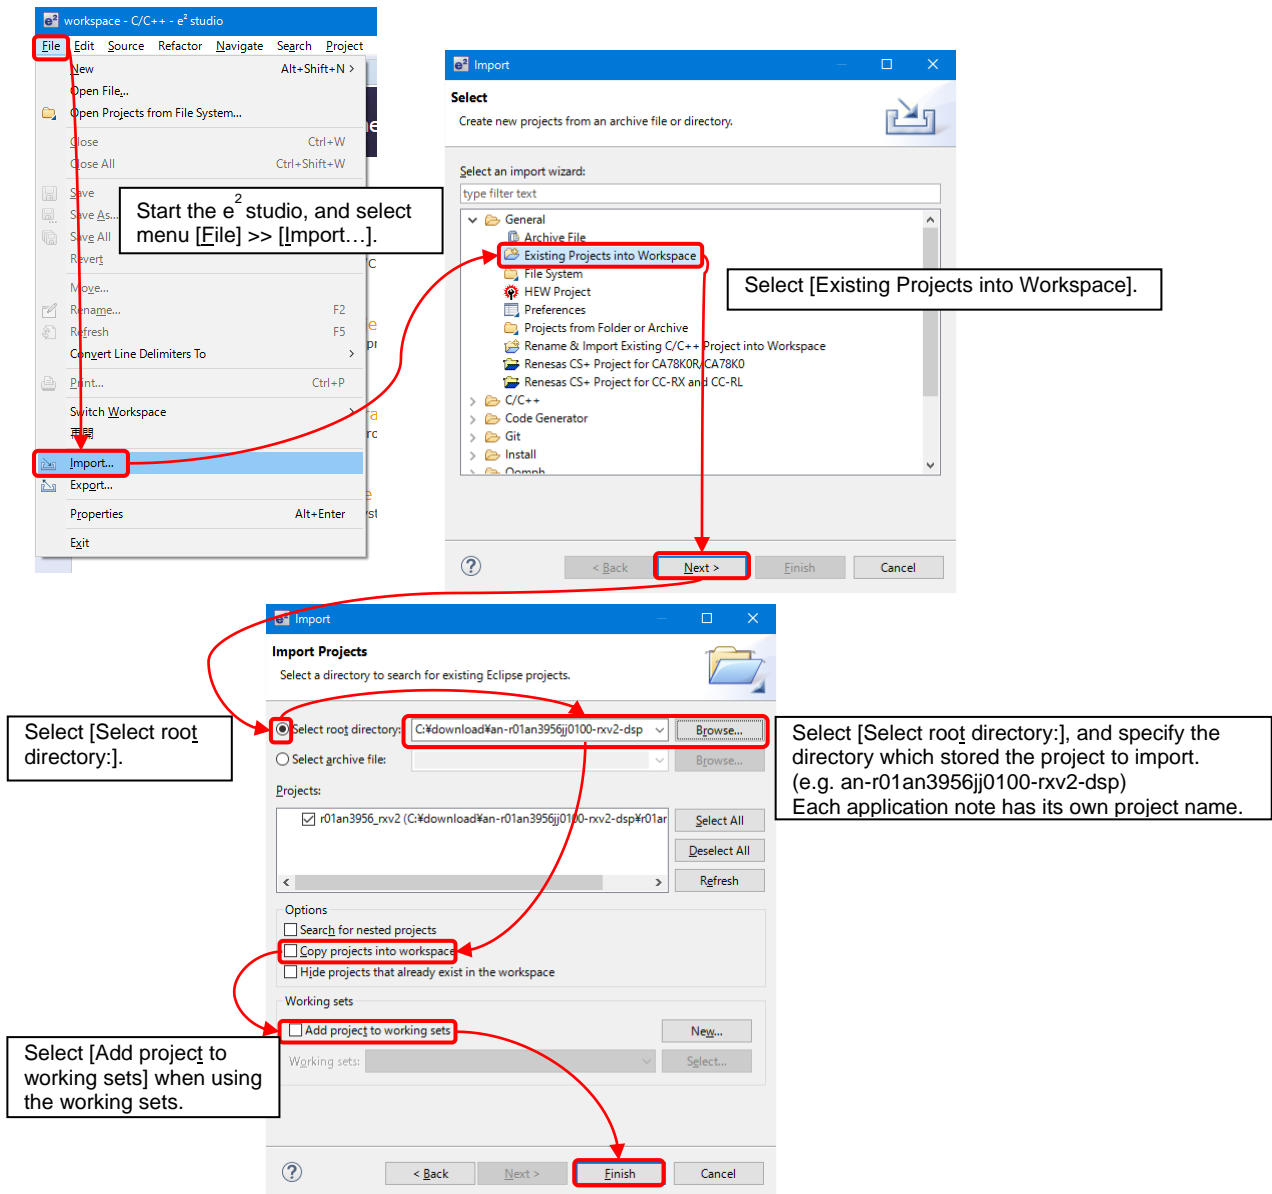 workspace - C/C++ - e² studio
File Edit Source Refactor Navigate Search Project
New Alt+Shift+N >
Open File...
Open Projects from File System...
Close Ctrl+W
Close All Ctrl+Shift+W
Save
Save As...
Save All
Revert
Move...
Rename... F2
Refresh F5
Convert Line Delimiters To >
Print... Ctrl+P
Switch Workspace >
再開
Import...
Export...
Properties Alt+Enter
Exit
Start the e² studio, and select
menu [File] >> [Import…].
Import
Select
Create new projects from an archive file or directory.
Select an import wizard:
type filter text
General
Archive File
Existing Projects into Workspace
File System
HEW Project
Preferences
Projects from Folder or Archive
Rename & Import Existing C/C++ Project into Workspace
Renesas CS+ Project for CA78K0R/CA78K0
Renesas CS+ Project for CC-RX and CC-RL
C/C++
Code Generator
Git
Install
Oomph
< Back Next > Finish Cancel
Select [Existing Projects into Workspace].
Import
Import Projects
Select a directory to search for existing Eclipse projects.
Select root directory: C:¥download¥an-r01an3956jj0100-rxv2-dsp Browse...
Select archive file: Browse...
Projects:
r01an3956_rxv2 (C:¥download¥an-r01an3956jj0100-rxv2-dsp¥r01ar
Select All
Deselect All
Refresh
Options
Search for nested projects
Copy projects into workspace
Hide projects that already exist in the workspace
Working sets
Add project to working sets New...
Working sets: Select...
< Back Next > Finish Cancel
Select [Select root
directory:].
Select [Select root directory:], and specify the
directory which stored the project to import.
(e.g. an-r01an3956jj0100-rxv2-dsp)
Each application note has its own project name.
Select [Add project to
working sets] when using
the working sets.